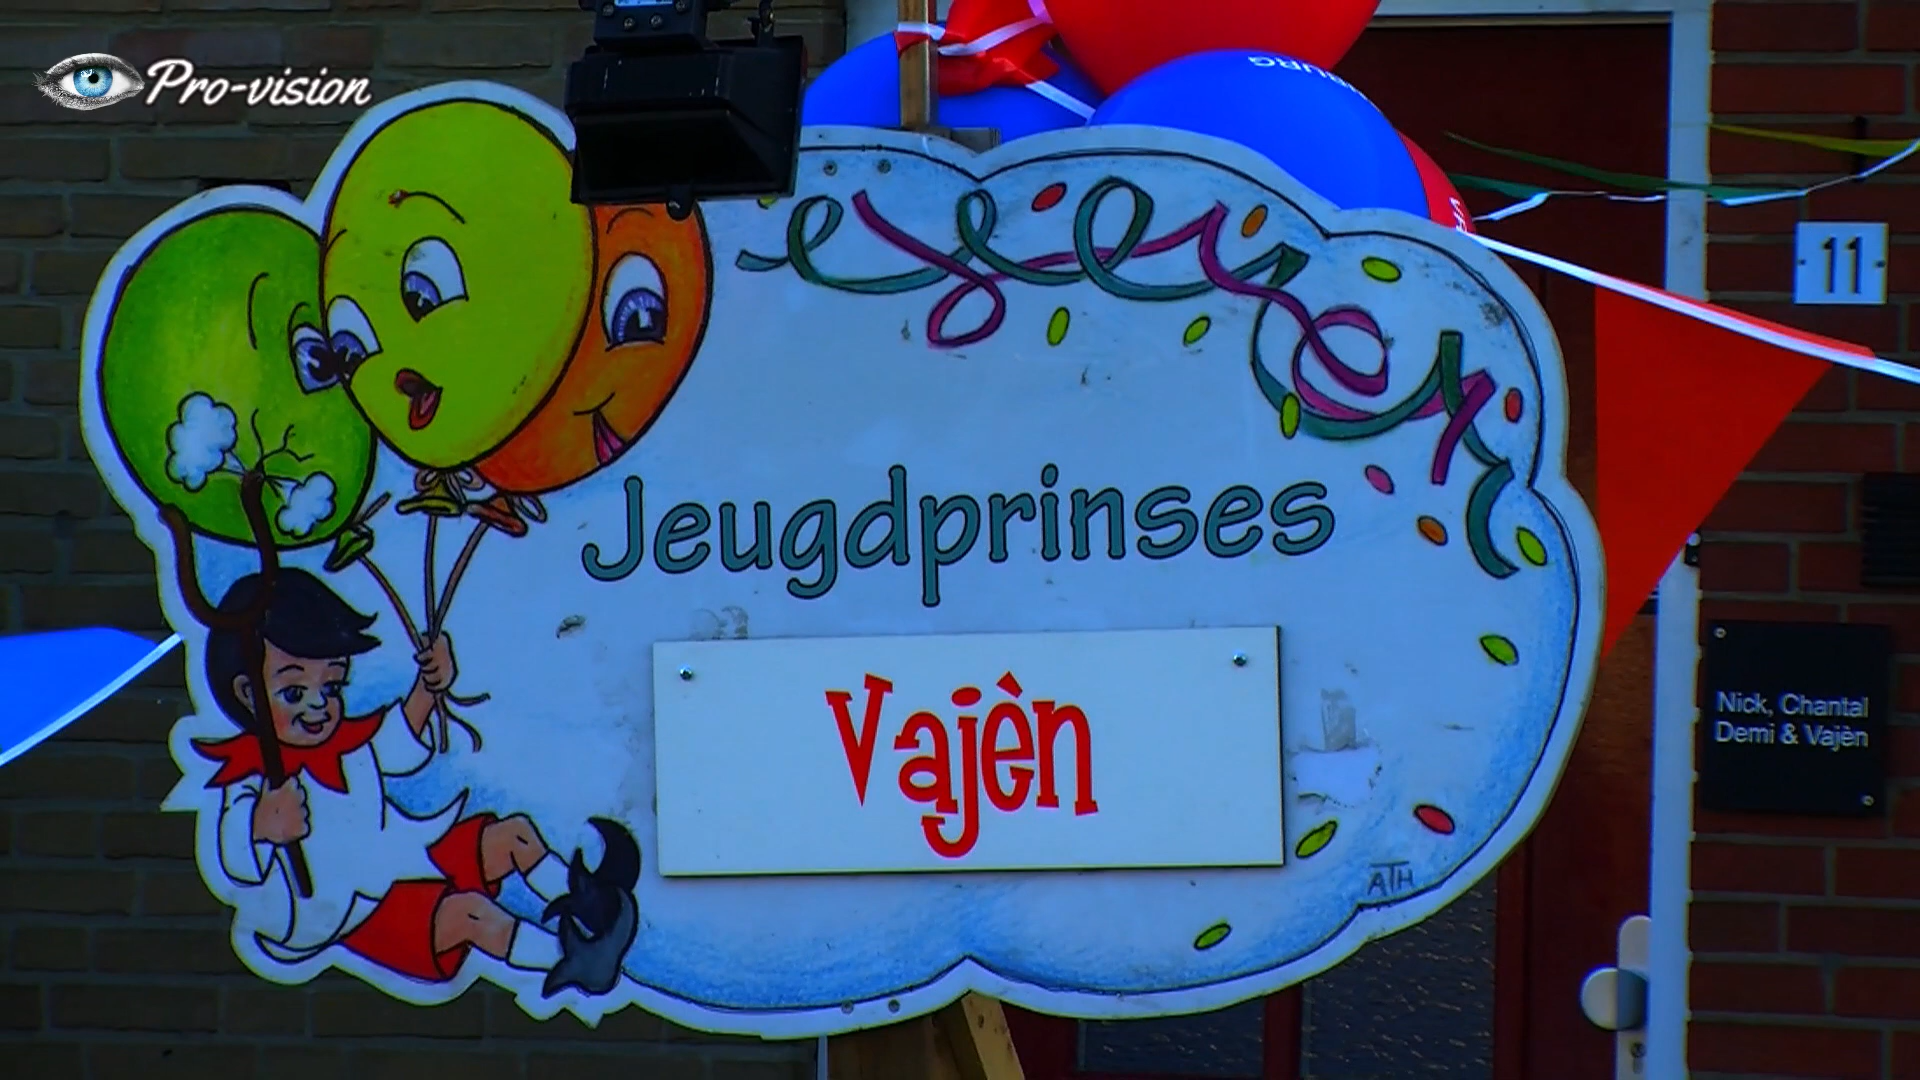 Pro-vision
Jeugdprinses
Vajèn
ATH
11
Nick, Chantal
Demi & Vajèn